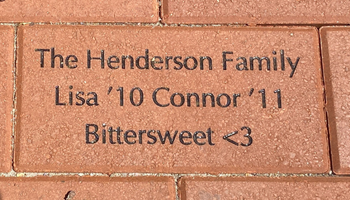 The Henderson Family
Lisa '10 Connor '11
Bittersweet <3